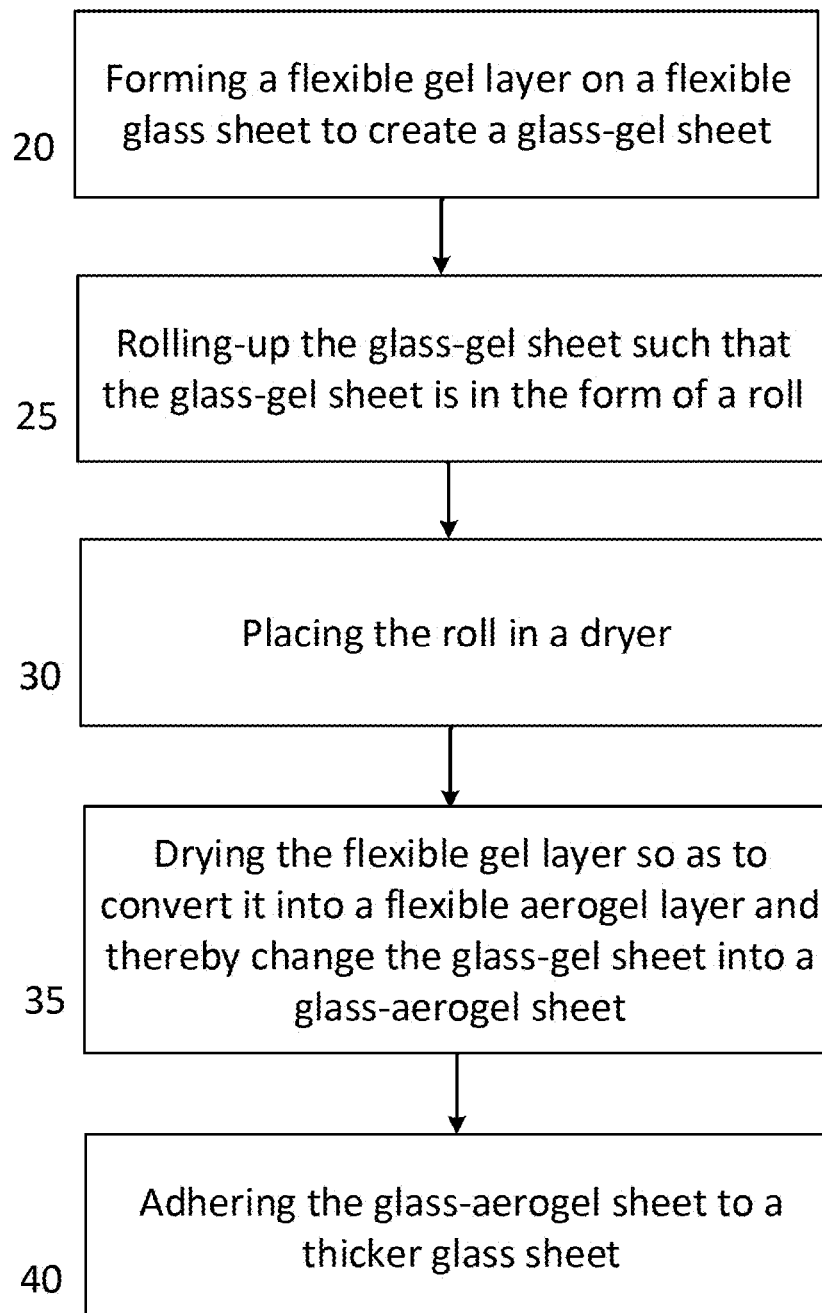 Forming a flexible gel layer on a flexible
glass sheet to create a glass-gel sheet
20
Rolling-up the glass-gel sheet such that
the glass-gel sheet is in the form of a roll
25
Placing the roll in a dryer
30
Drying the flexible gel layer so as to
convert it into a flexible aerogel layer and
thereby change the glass-gel sheet into a
glass-aerogel sheet
35
Adhering the glass-aerogel sheet to a
thicker glass sheet
40